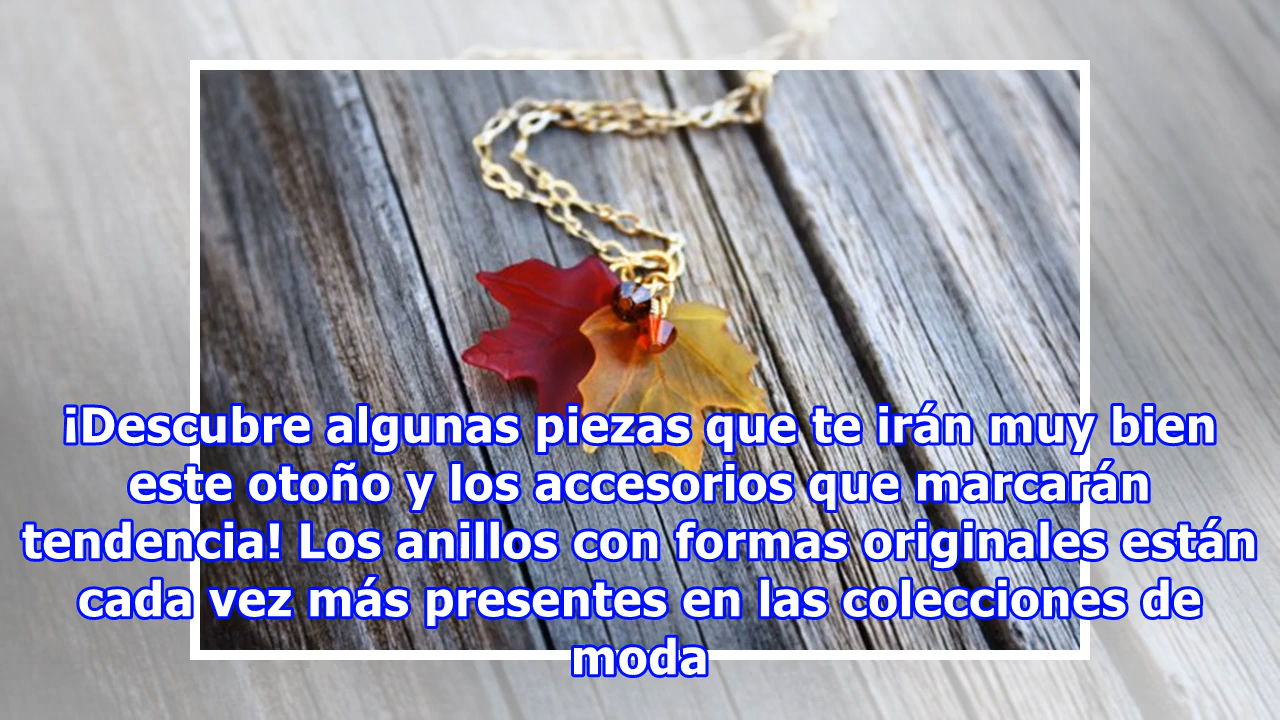 ¡Descubre algunas piezas que te irán muy bien
este otoño y los accesorios que marcarán
tendencia! Los anillos con formas originales están
cada vez más presentes en las colecciones de
moda